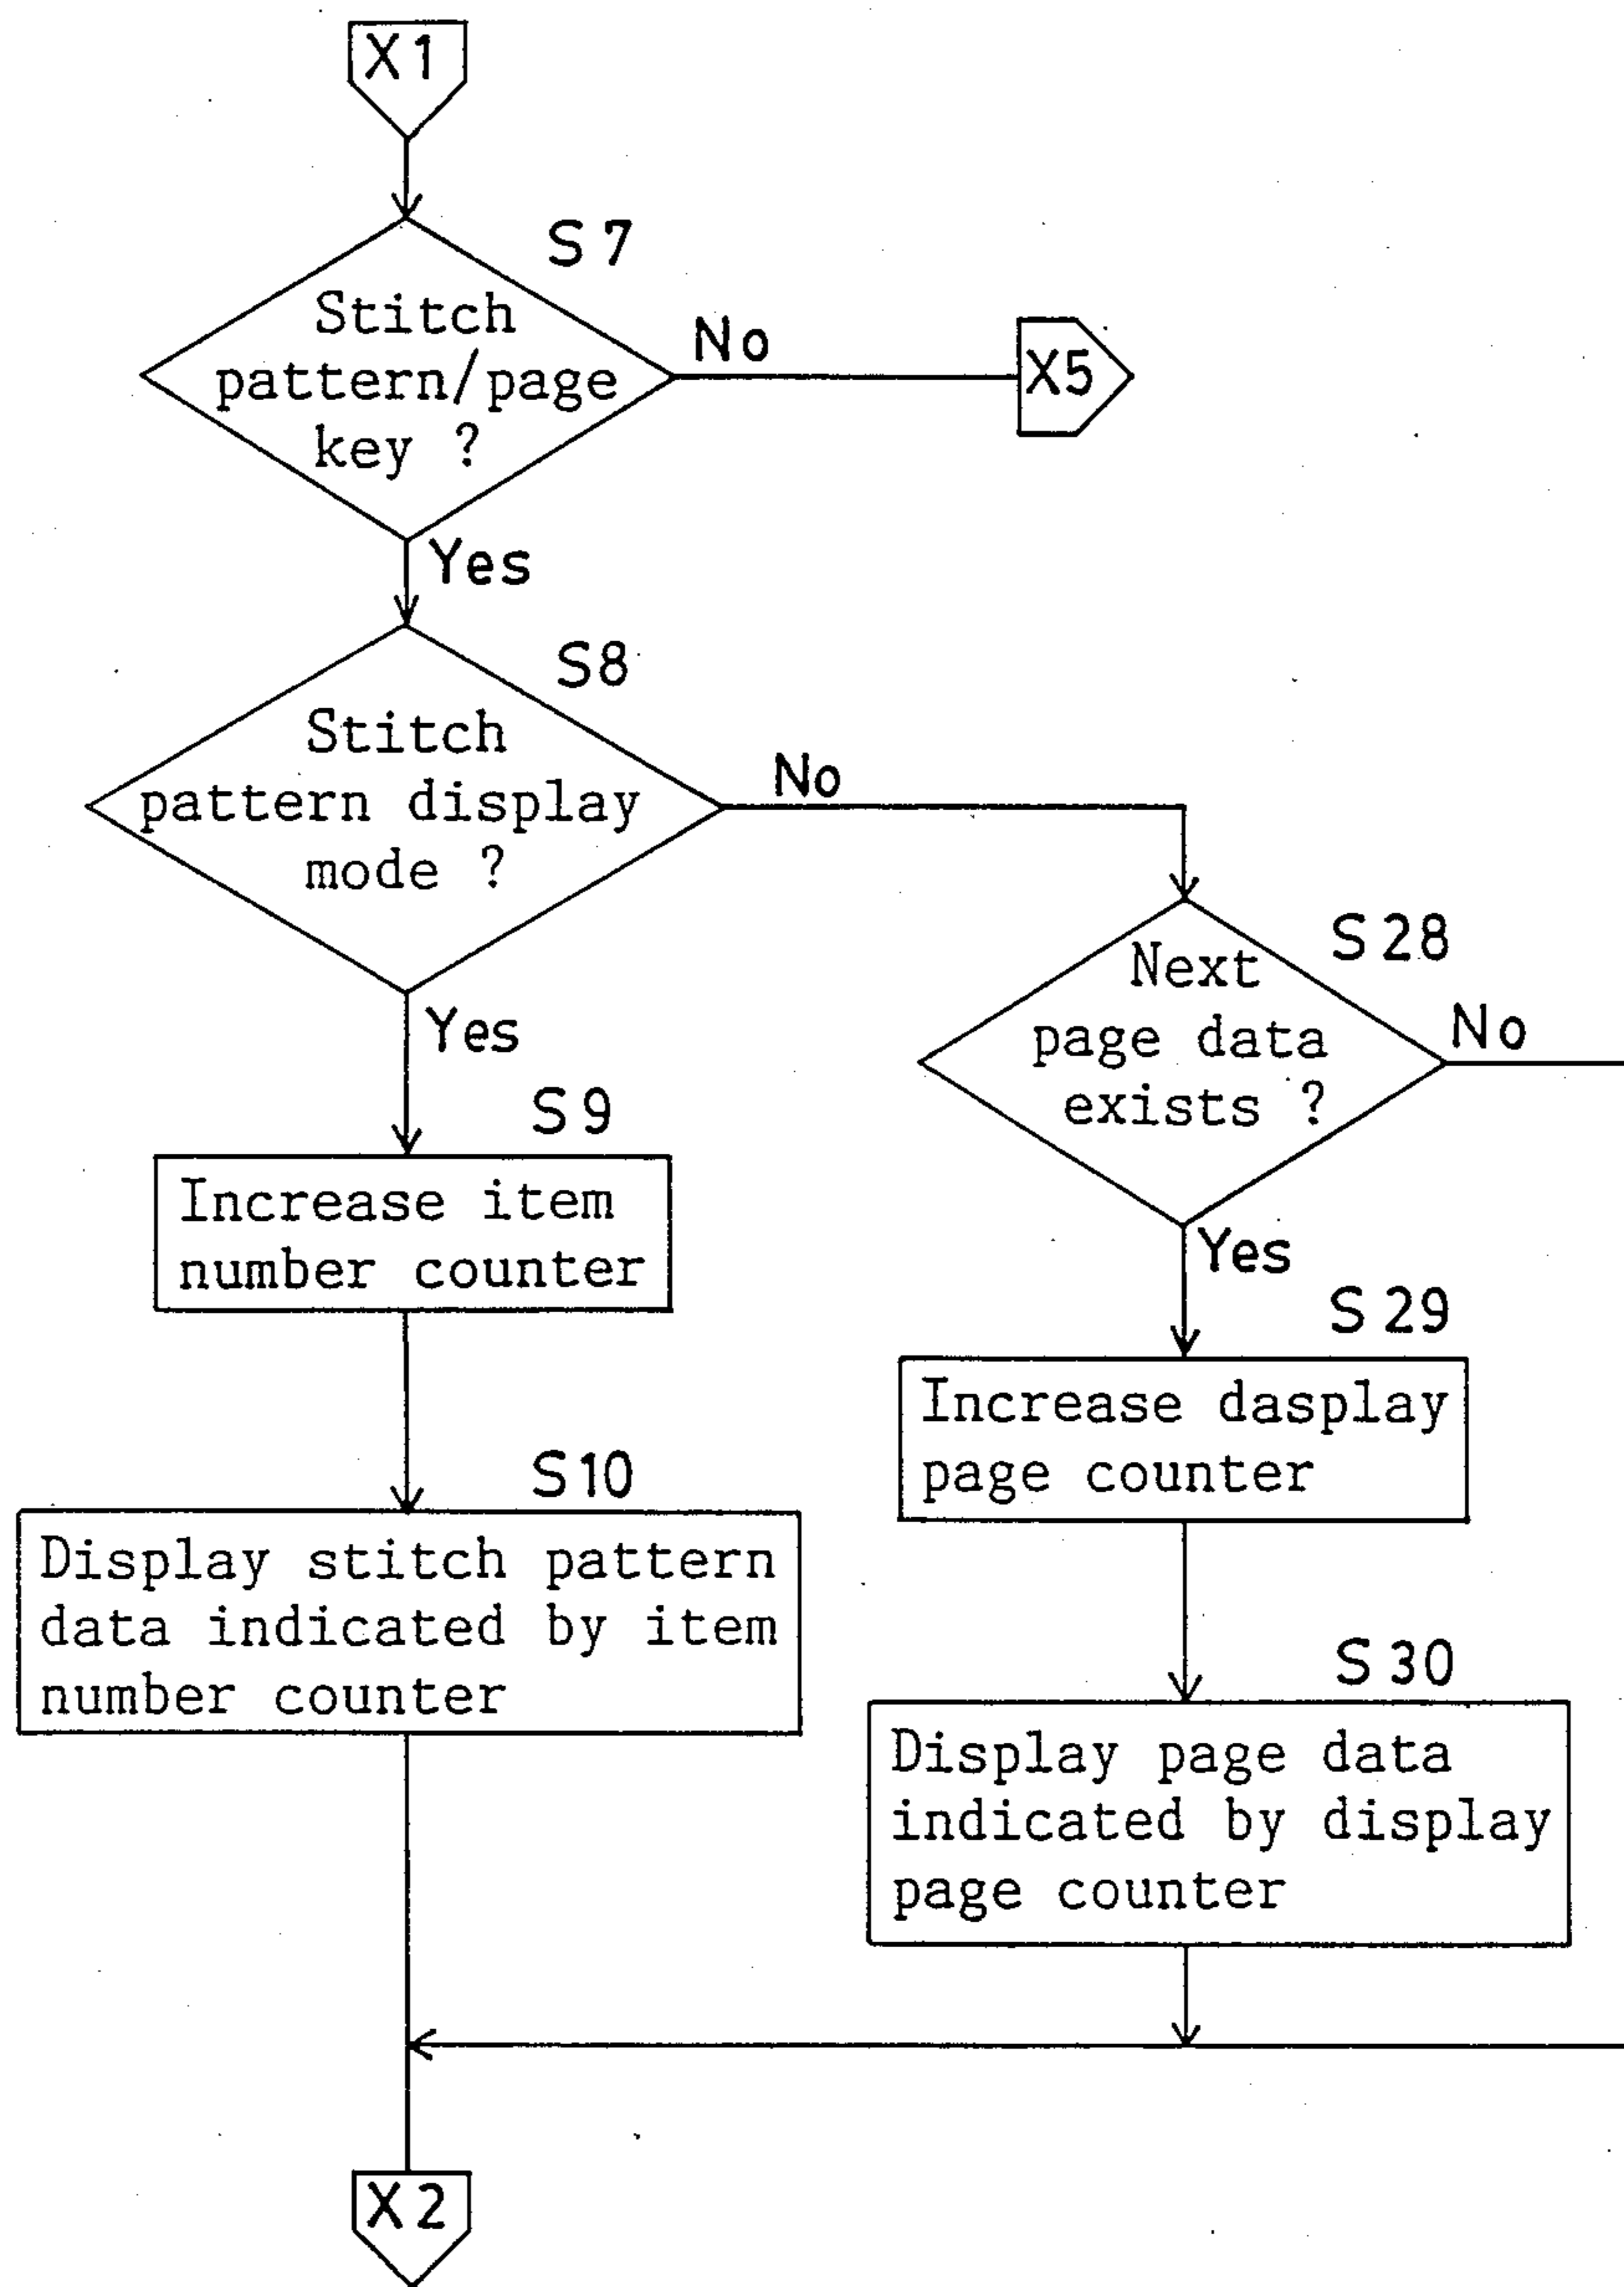 X1
S7
Stitch
pattern/page
key ?
No
X5
Yes
S8
Stitch
pattern display
mode ?
No
Yes
S28
Next
page data
exists ?
No
Yes
S9
Increase item
number counter
S29
Increase dasplay
page counter
S10
Display stitch pattern
data indicated by item
number counter
S30
Display page data
indicated by display
page counter
X2